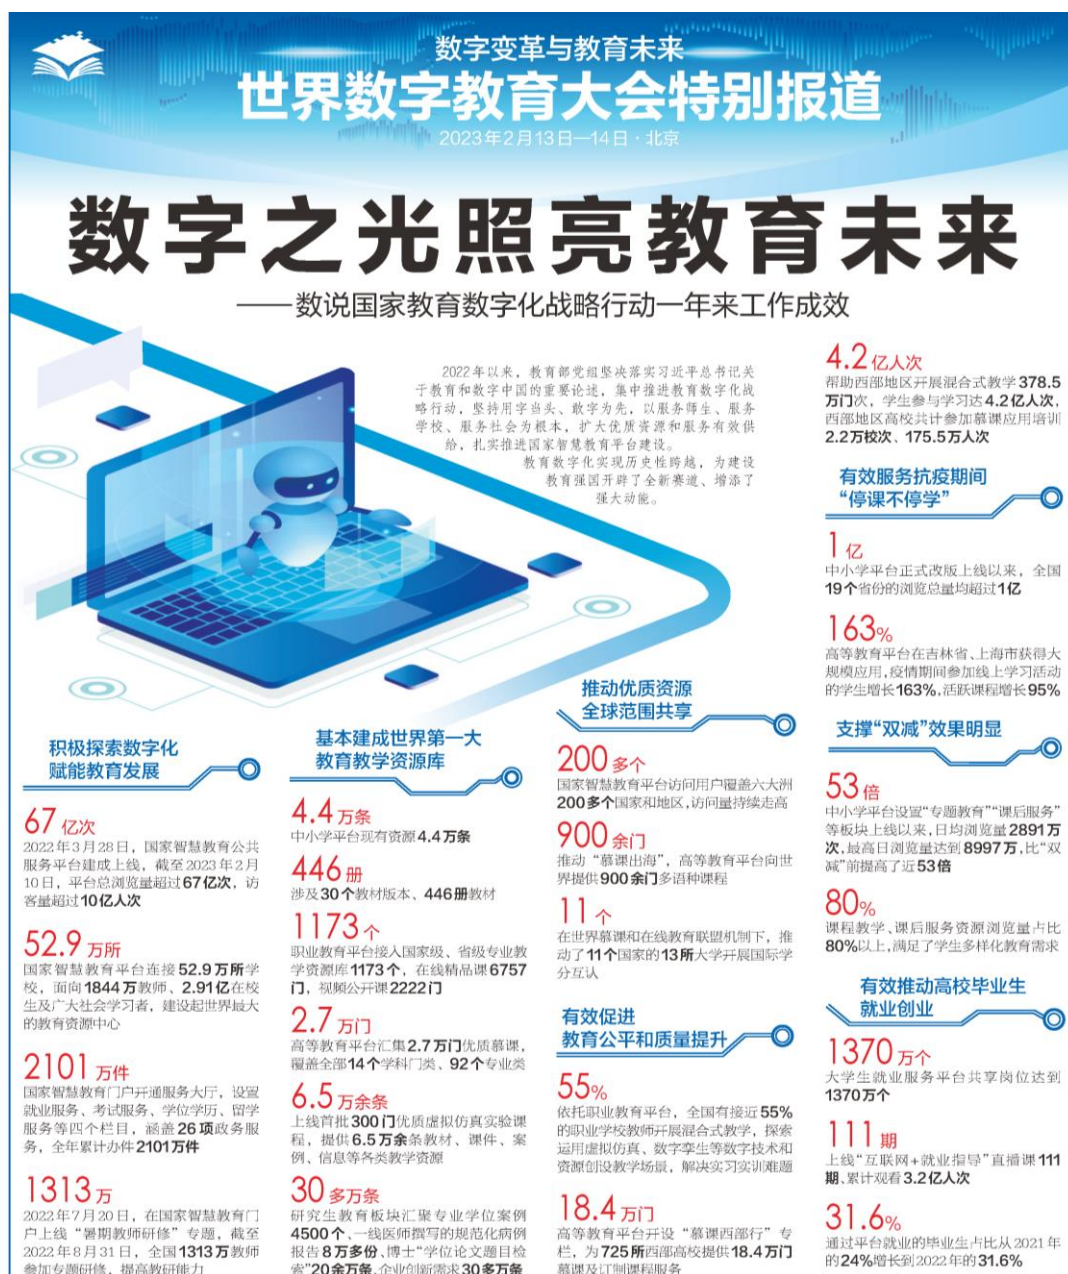 数字变革与教育未来
世界数字教育大会特别报道
2023年2月13日—14日·北京
数字之光照亮教育未来
——数说国家教育数字化战略行动一年来工作成效
2022年以来，教育部党组坚决落实习近平总书记关
于教育和数字中国的重要论述，集中推进教育数字化战
略行动，坚持用字当头、敢字为先，以服务师生、服务
学校、服务社会为根本，扩大优质资源和服务有效供
给，扎实推进国家智慧教育平台建设。
教育数字化实现历史性跨越，为建设
教育强国开辟了全新赛道、增添了
强大动能。
积极探索数字化
赋能教育发展
67亿次
2022年3月28日，国家智慧教育公共
服务平台建成上线，截至2023年2月
10日，平台总浏览量超过67亿次，访
客量超过10亿人次
52.9万所
国家智慧教育平台连接52.9万所学
校，面向1844万教师、2.91亿在校
生及广大社会学习者，建设起世界最大
的教育资源中心
2101万件
国家智慧教育门户开通服务大厅，设置
就业服务、考试服务、学位学历、留学
服务等四个栏目，涵盖26项政务服
务，全年累计办件2101万件
1313万
2022年7月20日，在国家智慧教育门
户上线“暑期教师研修”专题，截至
2022年8月31日，全国1313万教师
参加专题研修，提高教研能力
基本建成世界第一大
教育教学资源库
4.4万条
中小学平台现有资源4.4万条
446册
涉及30个教材版本、446册教材
1173个
职业教育平台接入国家级、省级专业教
学资源库1173个，在线精品课6757
门，视频公开课2222门
2.7万门
高等教育平台汇集2.7万门优质慕课，
覆盖全部14个学科门类、92个专业类
6.5万余条
上线首批300门优质虚拟仿真实验课
程，提供6.5万余条教材、课件、案
例、信息等各类教学资源
30多万条
研究生教育板块汇聚专业学位案例
4500个、一线医师撰写的规范化病例
报告8万多份、博士“学位论文题目检
索”20余万条、企业创新需求30多万条
推动优质资源
全球范围共享
200多个
国家智慧教育平台访问用户覆盖六大洲
200多个国家和地区，访问量持续走高
900余门
推动“慕课出海”，高等教育平台向世
界提供900余门多语种课程
11个
在世界慕课和在线教育联盟机制下，推
动了11个国家的13所大学开展国际学
分互认
有效促进
教育公平和质量提升
55%
依托职业教育平台，全国有接近55%
的职业学校教师开展混合式教学，探索
运用虚拟仿真、数字孪生等数字技术和
资源创设教学场景，解决实习实训难题
18.4万门
高等教育平台开设“慕课西部行”专
栏，为725所西部高校提供18.4万门
慕课及订制课程服务
4.2亿人次
帮助西部地区开展混合式教学378.5
万门次，学生参与学习达4.2亿人次，
西部地区高校共计参加慕课应用培训
2.2万校次、175.5万人次
有效服务抗疫期间
“停课不停学”
1亿
中小学平台正式改版上线以来，全国
19个省份的浏览总量均超过1亿
163%
高等教育平台在吉林省、上海市获得大
规模应用，疫情期间参加线上学习活动
的学生增长163%，活跃课程增长95%
支撑“双减”效果明显
53倍
中小学平台设置“专题教育”“课后服务”
等板块上线以来，日均浏览量2891万
次，最高日浏览量达到8997万，比“双
减”前提高了近53倍
80%
课程教学、课后服务资源浏览量占比
80%以上，满足了学生多样化教育需求
有效推动高校毕业生
就业创业
1370万个
大学生就业服务平台共享岗位达到
1370万个
111期
上线“互联网+就业指导”直播课111
期、累计观看3.2亿人次
31.6%
通过平台就业的毕业生占比从2021年
的24%增长到2022年的31.6%